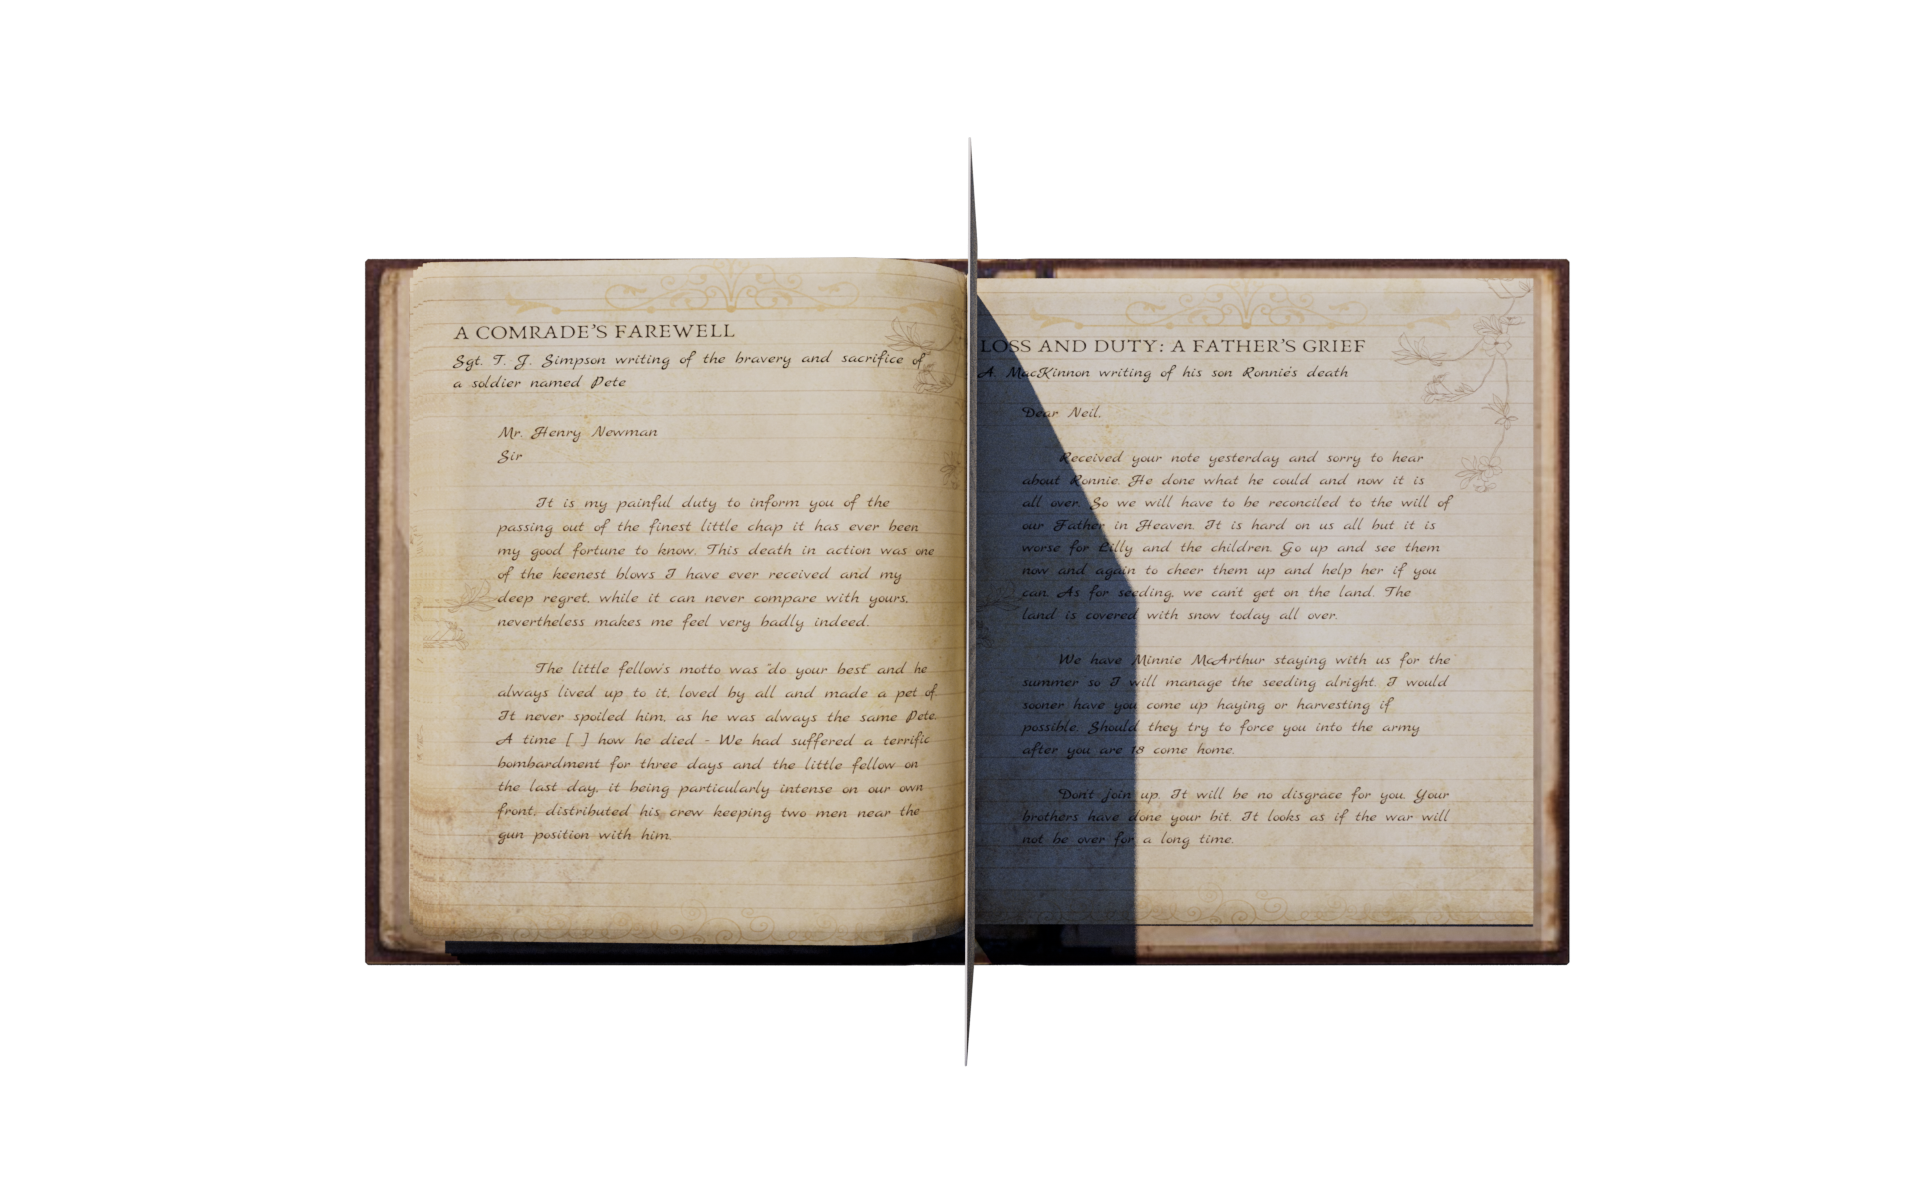 A COMRADE'S FAREWELL
Sgt. T. J. Simpson writing of the bravery and sacrifice of
a soldier named Pete
Mr. Henry Newman
Sir
It is my painful duty to inform you of the
passing out of the finest little chap it has ever been
my good fortune to know. This death in action was one
of the keenest blows I have ever received and my
deep regret, while it can never compare with yours,
nevertheless makes me feel very badly indeed.
The little fellow's motto was "do your best" and he
always lived up to it, loved by all and made a pet of.
It never spoiled him, as he was always the same Pete.
A time [ ] how he died - We had suffered a terrific
bombardment for three days and the little fellow on
the last day, it being particularly intense on our own
front, distributed his crew keeping two men near the
gun position with him.
LOSS AND DUTY: A FATHER'S GRIEF
A. MacKinnon writing of his son Ronnie's death
Dear Neil,
Received your note yesterday and sorry to hear
about Ronnie. He done what he could and now it is
all over. So we will have to be reconciled to the will of
our Father in Heaven. It is hard on us all but it is
worse for Lilly and the children. Go up and see them
now and again to cheer them up and help her if you
can. As for seeding, we can't get on the land. The
land is covered with snow today all over.
We have Minnie McArthur staying with us for the
summer so I will manage the seeding alright. I would
sooner have you come up haying or harvesting if
possible. Should they try to force you into the army
after you are 18 come home.
Don't join up. It will be no disgrace for you. Your
brothers have done your bit. It looks as if the war will
not be over for a long time.